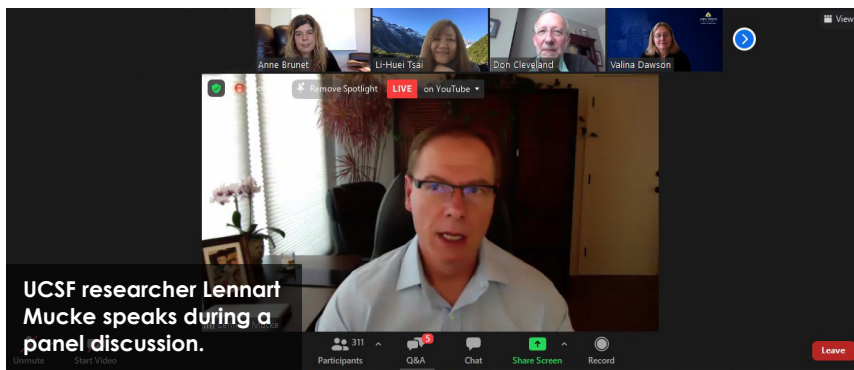 View
Anne Brunet
Li-Huei Tsai
Don Cleveland
Valina Dawson
Remove Spotlight
LIVE on YouTube
UCSF researcher Lennart
Mucke speaks during a
panel discussion.
Unmute
Start Video
311
Participants
5
Q&A
Chat
Share Screen
Record
Leave